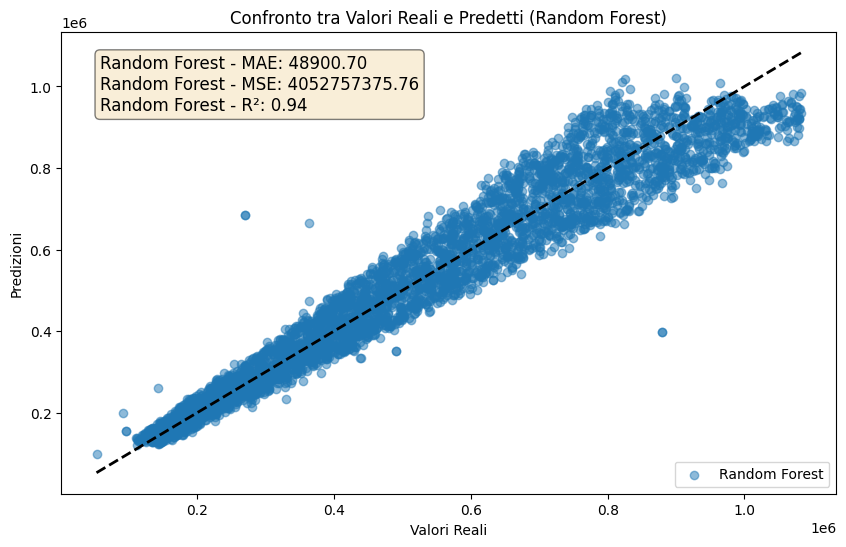 Confronto tra Valori Reali e Predetti (Random Forest)
1e6
Random Forest - MAE: 48900.70
Random Forest - MSE: 4052757375.76
Random Forest - R²: 0.94
1.0
0.8
0.6
0.4
0.2
Predizioni
Random Forest
0.2 0.4 0.6 0.8 1.0
1e6
Valori Reali